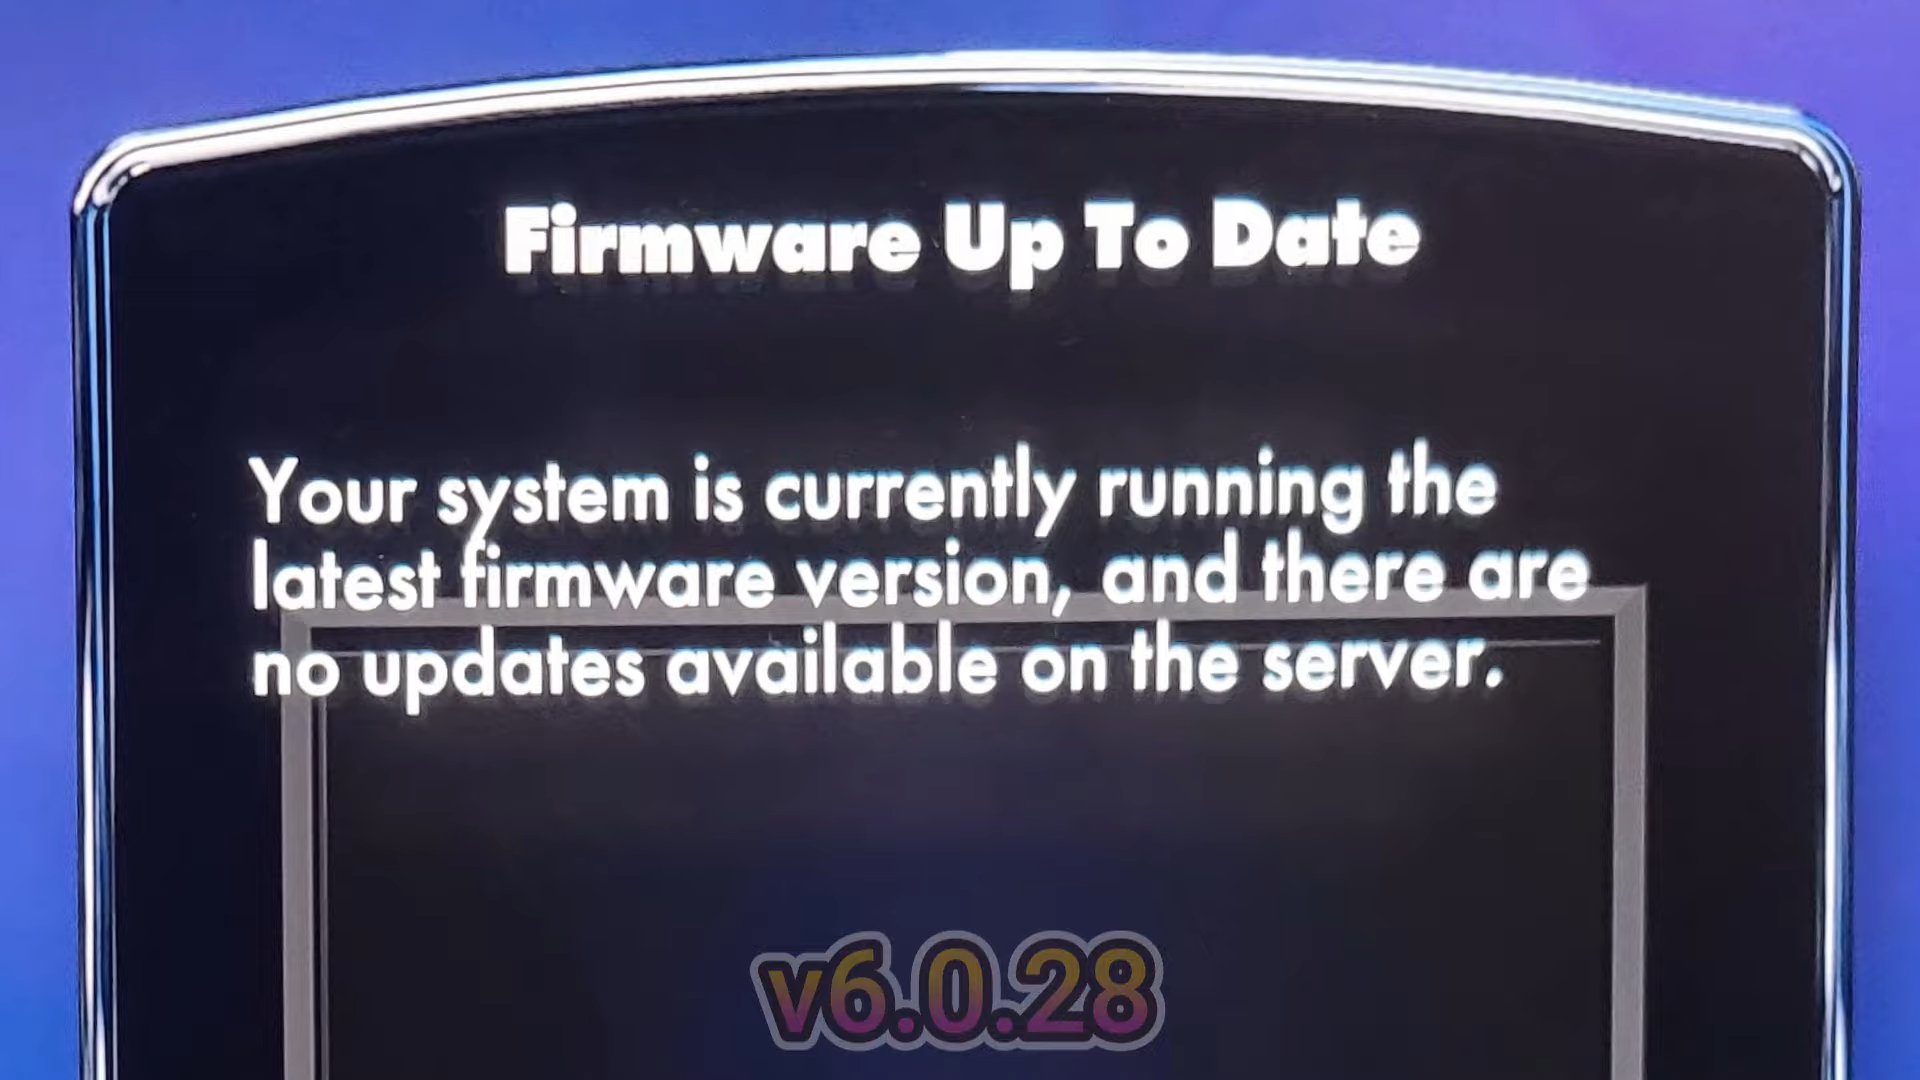 Firmware Up To Date
Your system is currently running the
latest firmware version, and there are
no updates available on the server.
v6.0.28